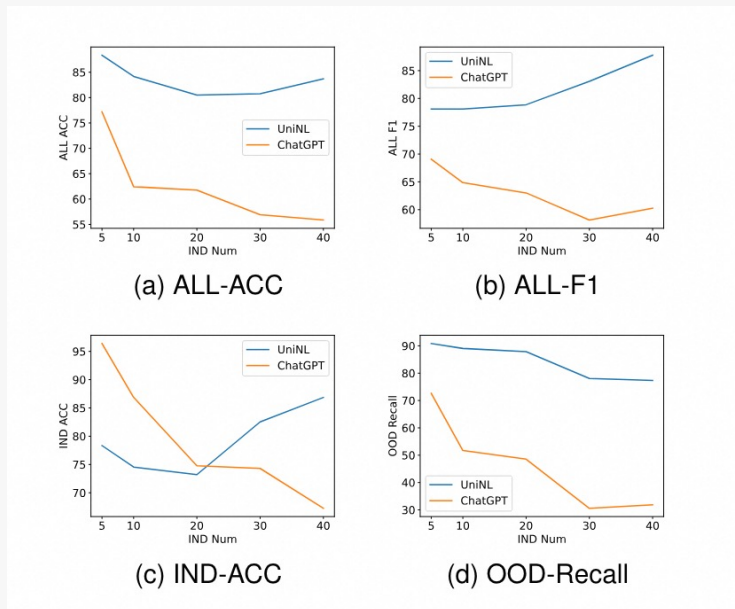 ALL ACC
85
80
75
70
65
60
55
UniNL
ChatGPT
5 10 20 30 40
IND Num
(a) ALL-ACC
ALL F1
85
80
75
70
65
60
UniNL
ChatGPT
5 10 20 30 40
IND Num
(b) ALL-F1
IND ACC
95
90
85
80
75
70
UniNL
ChatGPT
5 10 20 30 40
IND Num
(c) IND-ACC
OOD Recall
90
80
70
60
50
40
30
UniNL
ChatGPT
5 10 20 30 40
IND Num
(d) OOD-Recall